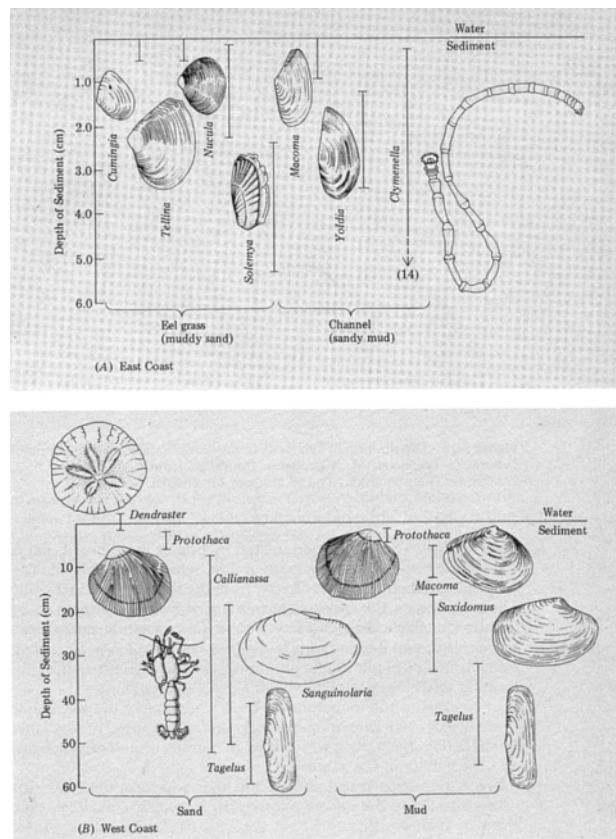 Water
Sediment
1.0
2.0
3.0
4.0
5.0
6.0
Depth of Sediment (cm)
Cumingia
Tellina
Nucula
Solemya
Macoma
Yoldia
Clymenella
(14)
Eel grass
(muddy sand)
Channel
(sandy mud)
(A) East Coast
Water
Sediment
Dendraster
Protothaca
Protothaca
10
20
30
40
50
60
Depth of Sediment (cm)
Callianassa
Macoma
Saxidomus
Sanguinolaria
Tagelus
Tagelus
Sand
Mud
(B) West Coast